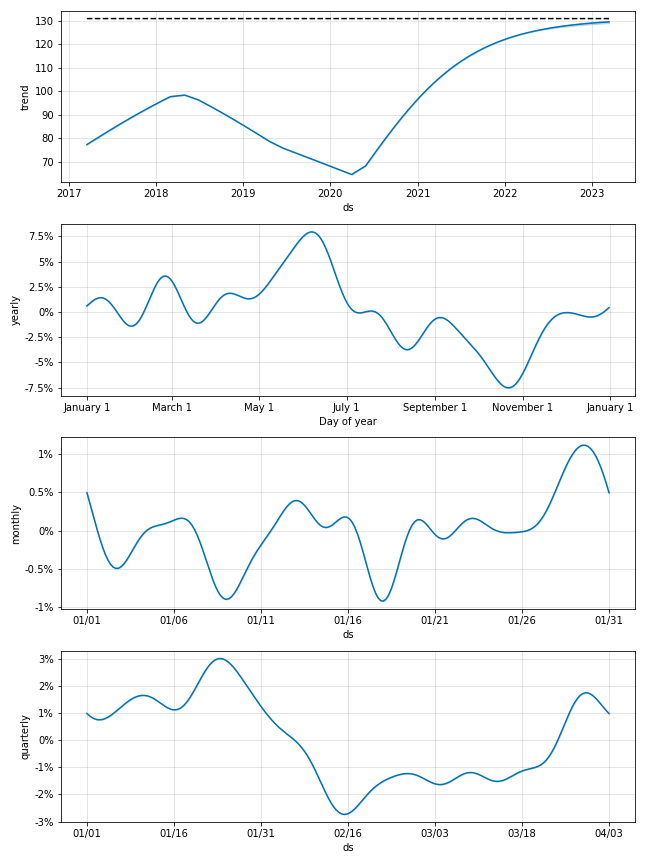 130
120
110
100
90
80
70
trend
2017 2018 2019 2020 2021 2022 2023
ds
7.5%
5%
2.5%
0%
-2.5%
-5%
-7.5%
yearly
January 1 March 1 May 1 July 1 September 1 November 1 January 1
Day of year
1%
0.5%
0%
-0.5%
-1%
monthly
01/01 01/06 01/11 01/16 01/21 01/26 01/31
ds
3%
2%
1%
0%
-1%
-2%
-3%
quarterly
01/01 01/16 01/31 02/16 03/03 03/18 04/03
ds